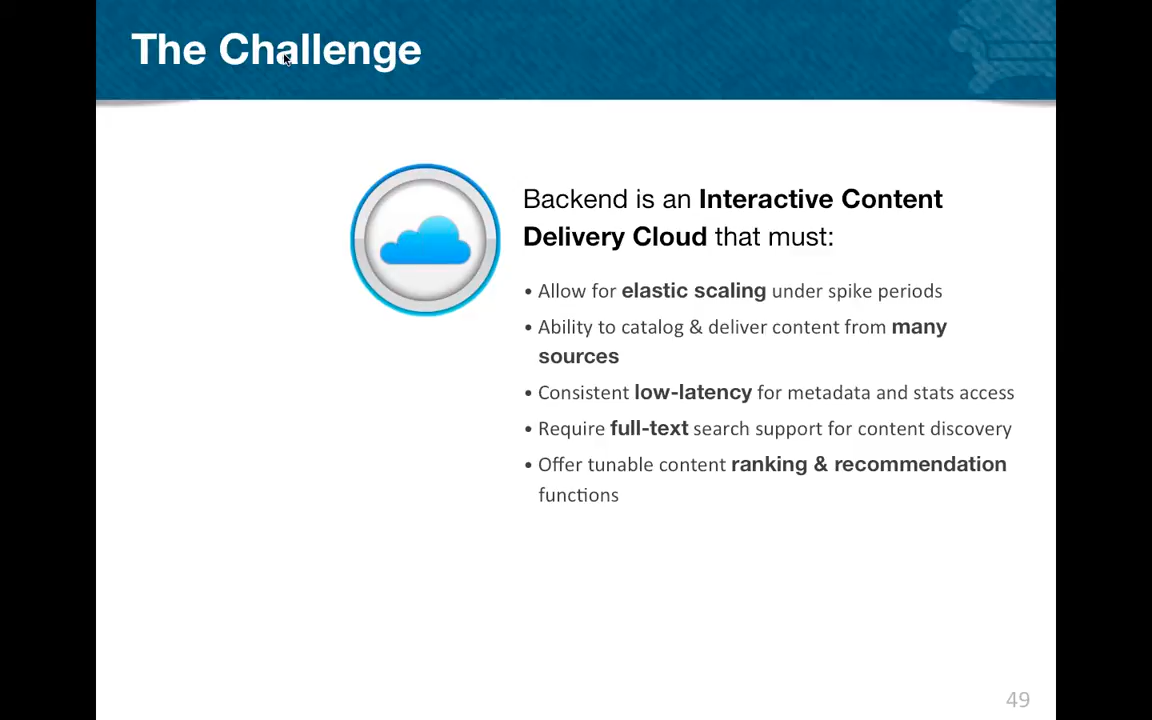 The Challenge
Backend is an Interactive Content
Delivery Cloud that must:
• Allow for elastic scaling under spike periods
• Ability to catalog & deliver content from many
sources
• Consistent low-latency for metadata and stats access
• Require full-text search support for content discovery
• Offer tunable content ranking & recommendation
functions
49